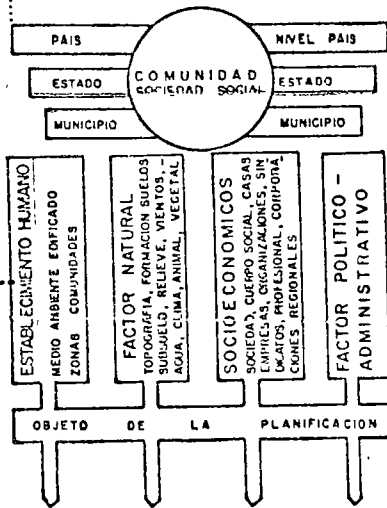 PAIS
NIVEL PAIS
COMUNIDAD
SOCIEDAD SOCIAL
ESTADO
ESTADO
MUNICIPIO
MUNICIPIO
ESTABLECIMIENTO HUMANO
MEDIO AMBIENTE EDIFICADO
ZONAS COMUNIDADES
FACTOR NATURAL
TOPOGRAFIA, FORMACION SUELOS
SUBSUELO, RELIEVE, VIENTOS, -
AGUA, CLIMA, ANIMAL, VEGETAL
SOCIOECONOMICOS
SOCIEDAD, CUERPO SOCIAL, CASAS
EMPRESAS, ORGANIZACIONES, SIN
DICATOS, PROFESIONAL, CORPORA
CIONES REGIONALES
FACTOR POLITICO -
ADMINISTRATIVO
OBJETO DE LA PLANIFICACION